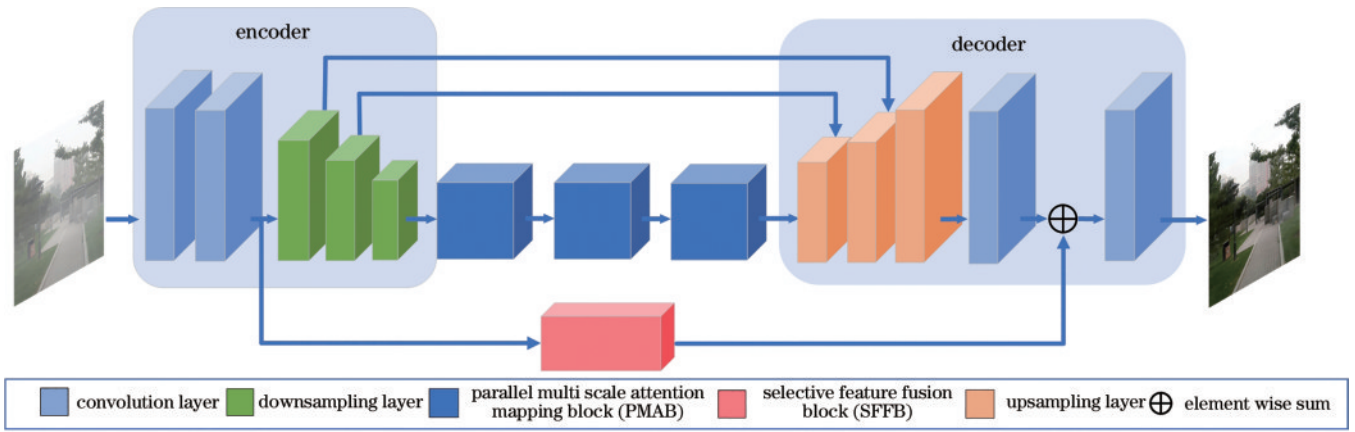 encoder
decoder
convolution layer
downsampling layer
parallel multi scale attention
mapping block (PMAB)
selective feature fusion
block (SFFB)
upsampling layer
element wise sum